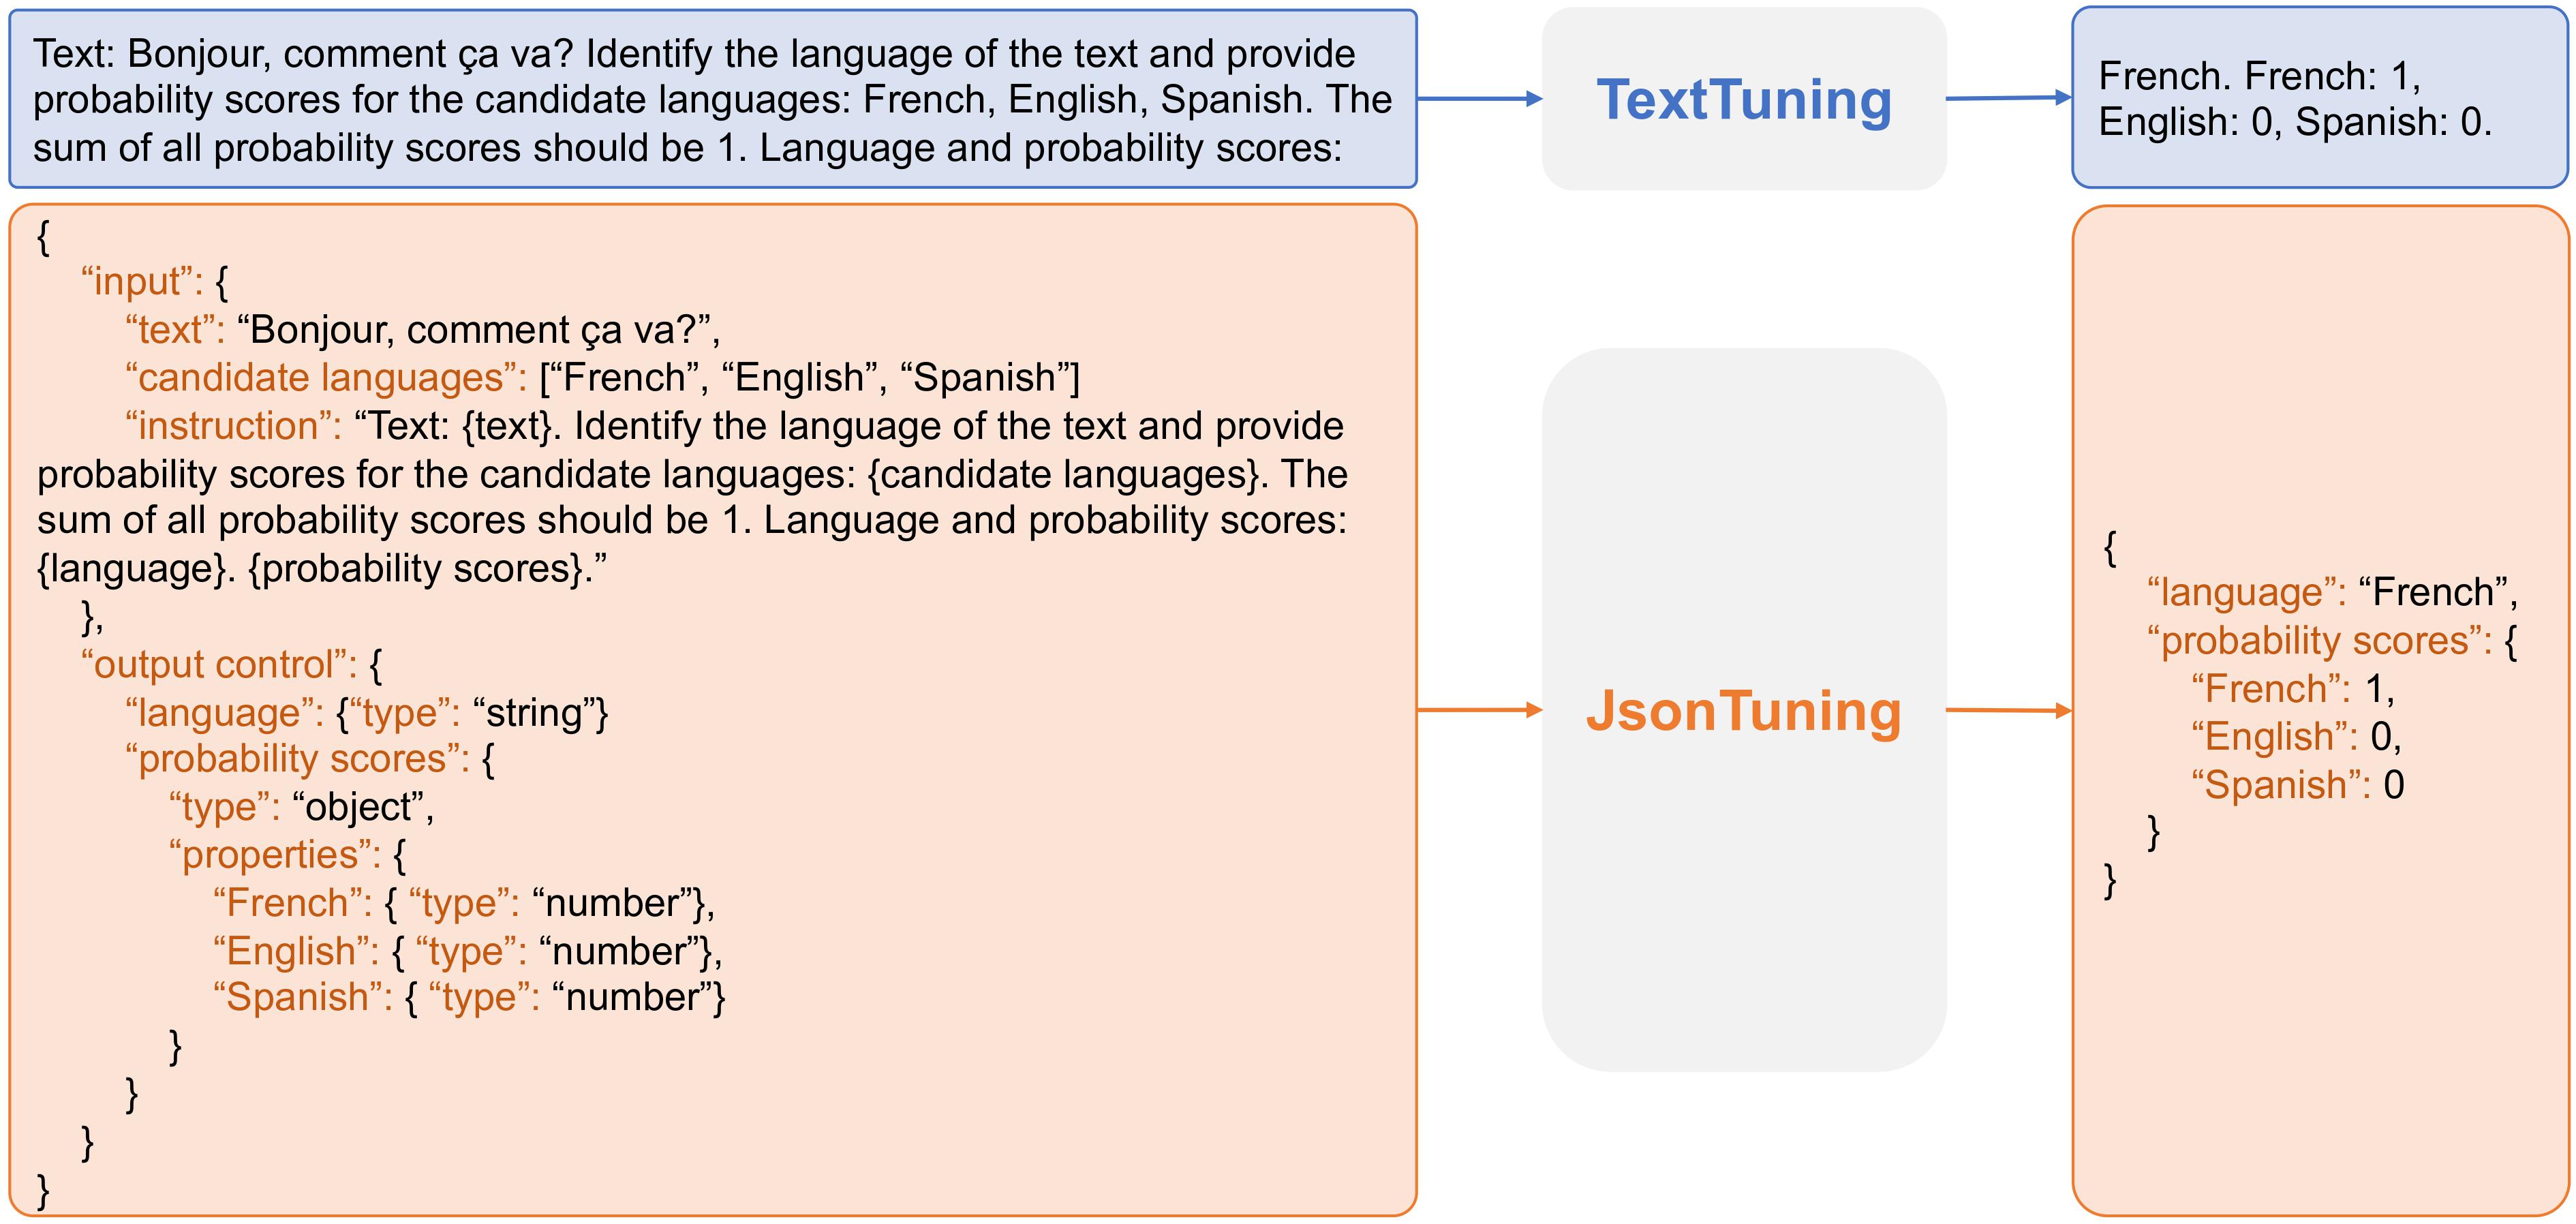 Text: Bonjour, comment ça va? Identify the language of the text and provide
probability scores for the candidate languages: French, English, Spanish. The
sum of all probability scores should be 1. Language and probability scores:
TextTuning
French. French: 1,
English: 0, Spanish: 0.
{
“input”: {
“text”: “Bonjour, comment ça va?”,
“candidate languages”: [“French”, “English”, “Spanish”]
“instruction”: “Text: {text}. Identify the language of the text and provide
probability scores for the candidate languages: {candidate languages}. The
sum of all probability scores should be 1. Language and probability scores:
{language}. {probability scores}.”
},
“output control”: {
“language”: {“type”: “string”}
“probability scores”: {
“type”: “object”,
“properties”: {
“French”: { “type”: “number”},
“English”: { “type”: “number”},
“Spanish”: { “type”: “number”}
}
}
}
}
JsonTuning
{
“language”: “French”,
“probability scores”: {
“French”: 1,
“English”: 0,
“Spanish”: 0
}
}